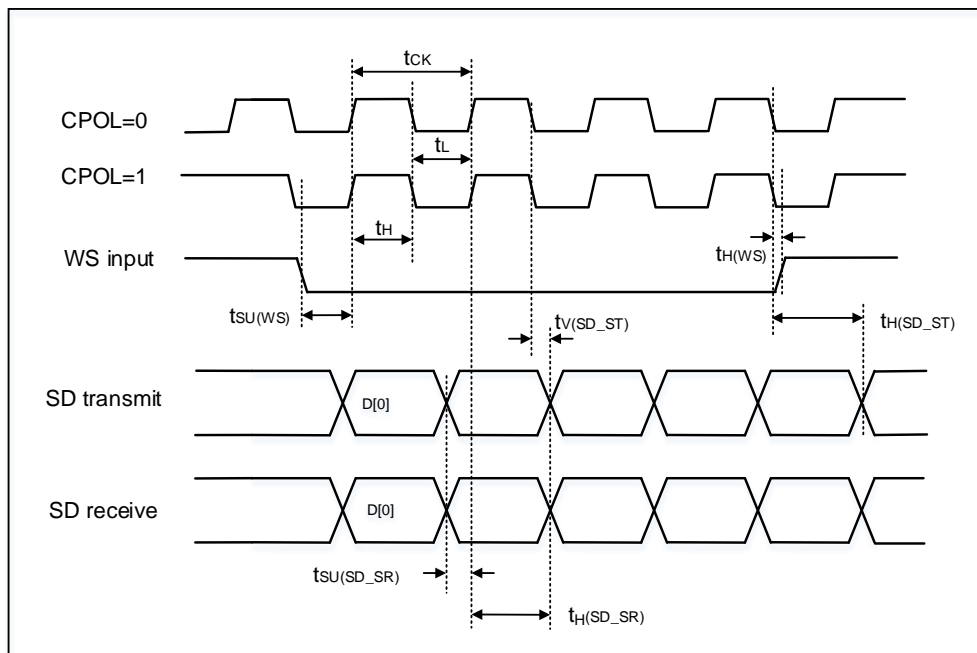 tCK
CPOL=0
tL
CPOL=1
tH
tH(WS)
WS input
tSU(WS)
tV(SD_ST)
tH(SD_ST)
SD transmit
D[0]
SD receive
D[0]
tSU(SD_SR)
tH(SD_SR)